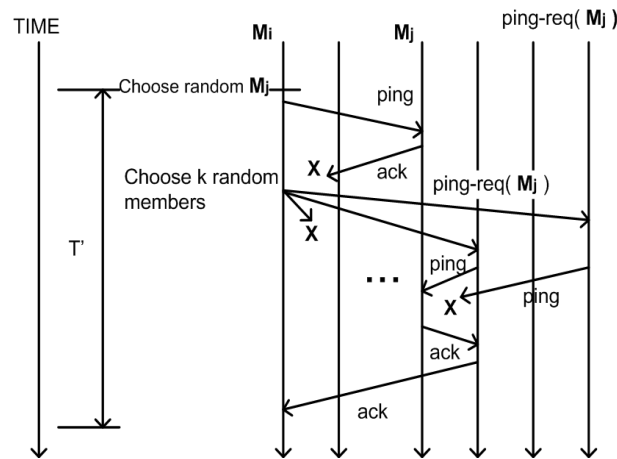 TIME
Mi
Mj
ping-req( Mj )
Choose random Mj
ping
X
ack
Choose k random
members
ping-req( Mj )
X
T'
...
ping
X
ping
ack
ack